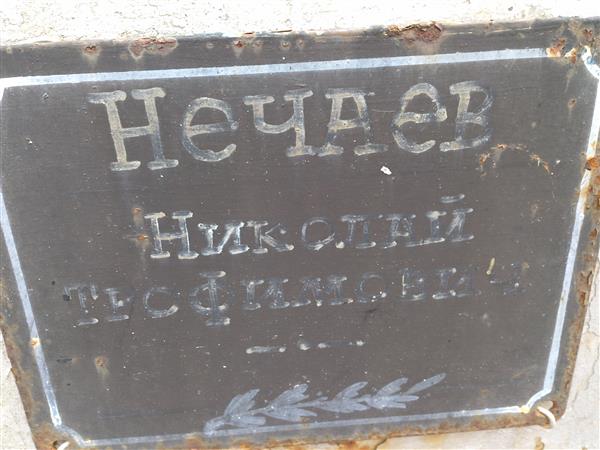 Нечаев
Николай
Трофимович